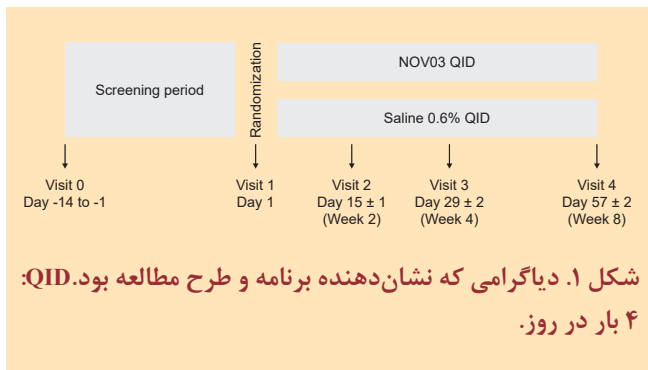 Screening period
Randomization
NOV03 QID
Saline 0.6% QID
Visit 0
Day -14 to -1
Visit 1
Day 1
Visit 2
Day 15 ± 1
(Week 2)
Visit 3
Day 29 ± 2
(Week 4)
Visit 4
Day 57 ± 2
(Week 8)
شکل ۱. دیاگرامی که نشان‌دهنده برنامه و طرح مطالعه بود.QID:
۴ بار در روز.